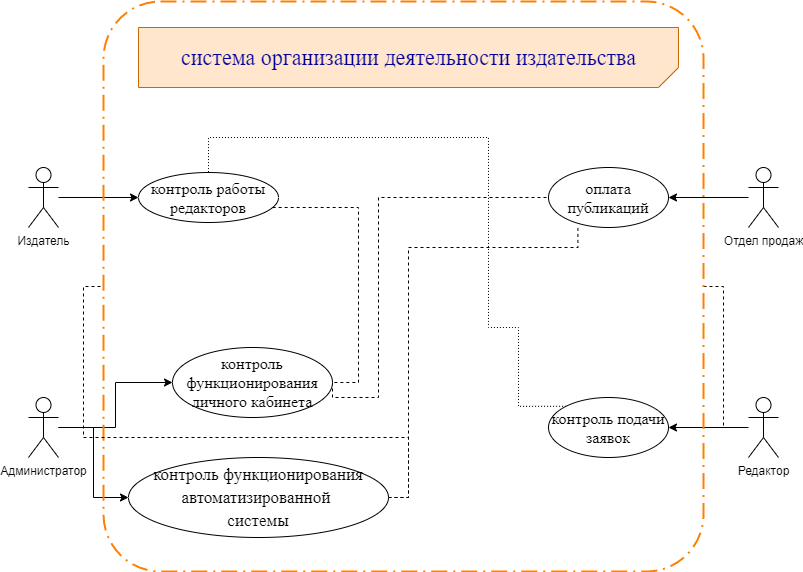 система организации деятельности издательства
контроль работы
редакторов
оплата
публикаций
Издатель
Отдел продаж
контроль
функционирования
личного кабинета
контроль подачи
заявок
Администратор
Редактор
контроль функционирования
автоматизированной
системы